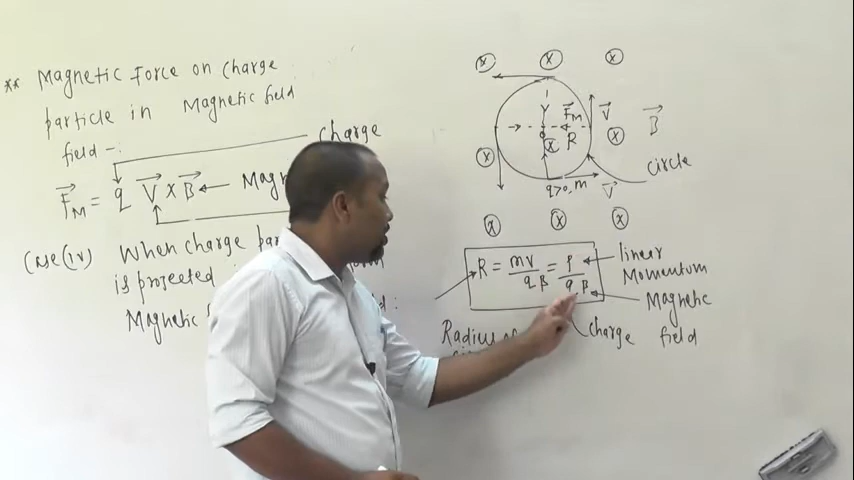 ** Magnetic Force on Charge
particle in Magnetic field
field -:
charge
F⃗M = q V⃗ x B⃗ ← Magn
Case (IV) When charge par
is projected
Magnetic
:
x x x
F⃗M V⃗ B⃗
x R x
x circle
q>0, m V⃗
x x x
R = mv/qB = P/qB
linear
Momentum
Magnetic
field
charge
Radius of